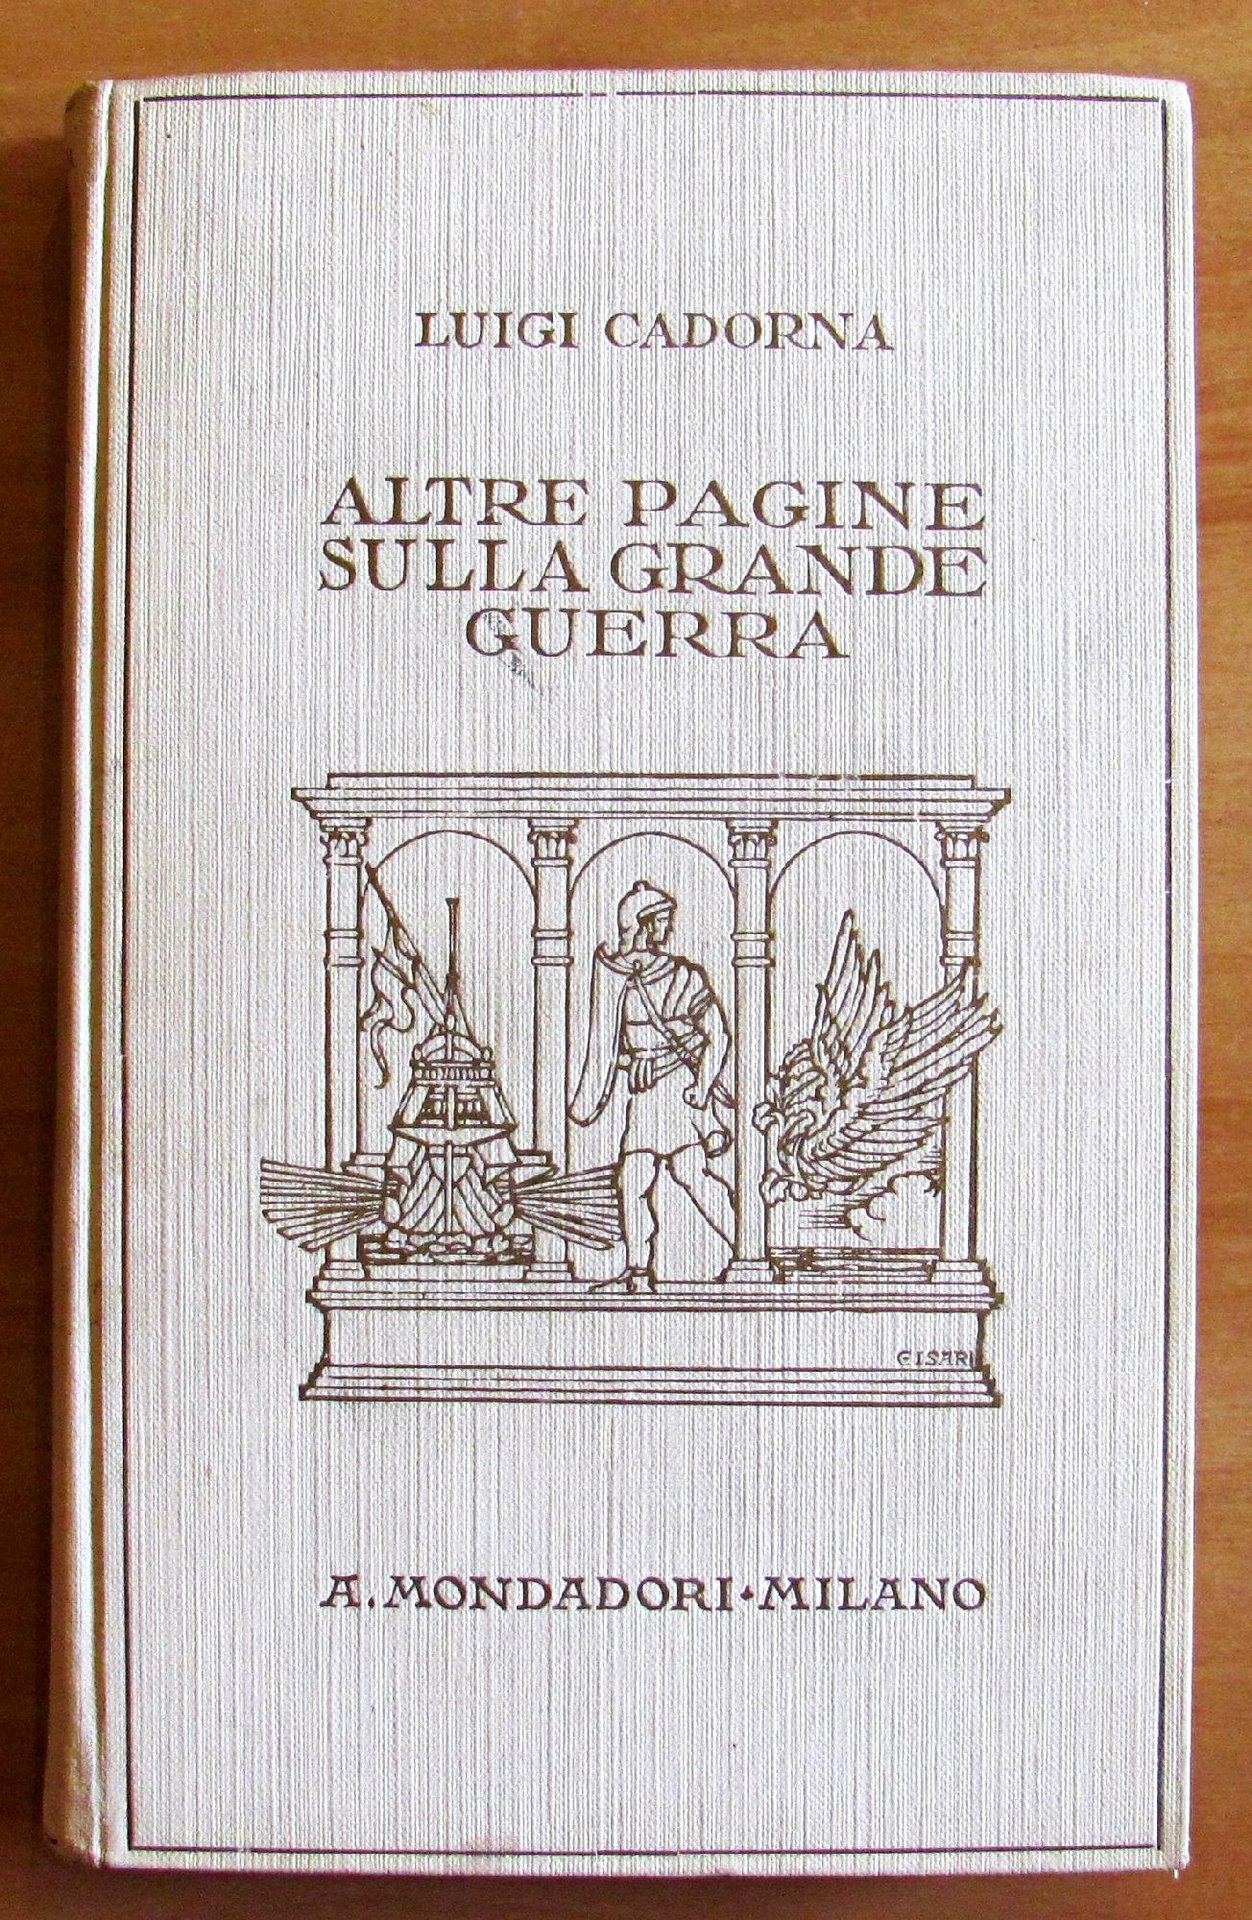 LUIGI CADORNA
ALTRE PAGINE
SULLA GRANDE
GUERRA
CISARI
A. MONDADORI · MILANO